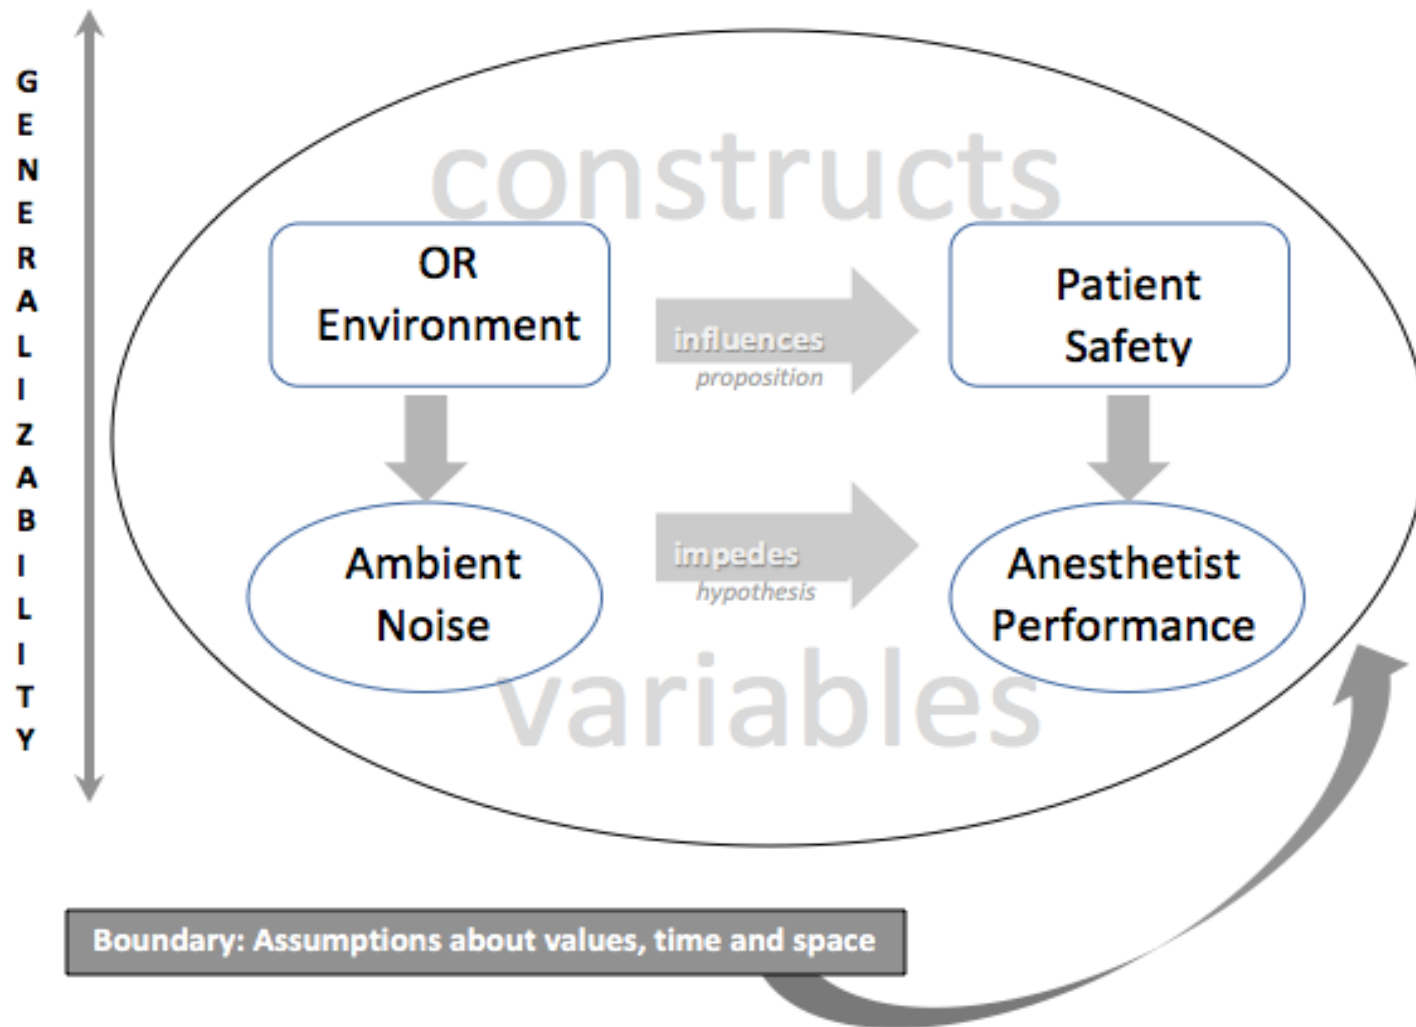 GENERALIZABILITY
constructs
OR
Environment
Patient
Safety
influences
proposition
Ambient
Noise
impedes
hypothesis
Anesthetist
Performance
variables
Boundary: Assumptions about values, time and space